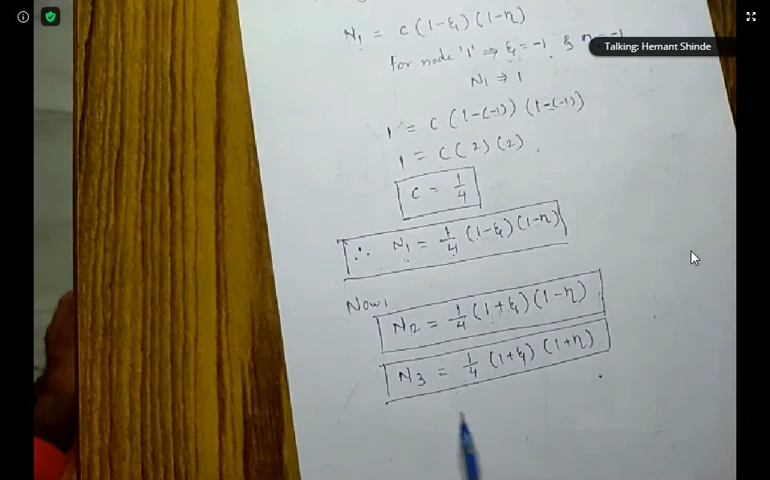 N₁ = c (1-ξ) (1-η)
Talking: Hemant Shinde
For node '1' ⇒ ξ = -1 & η = -1
N₁ ⇒ 1
1 = c (1-(-1)) (1-(-1))
1 = c (2) (2)
c = 1/4
∴ N₁ = 1/4 (1-ξ) (1-η)
Now,
N2 = 1/4 (1+ξ) (1-η)
N3 = 1/4 (1+ξ) (1+η)